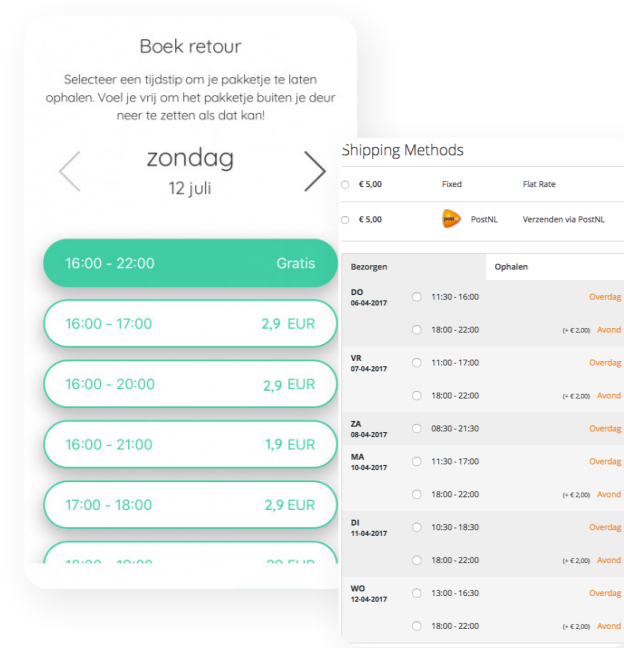 Boek retour
Selecteer een tijdstip om je pakketje te laten
ophalen. Voel je vrij om het pakketje buiten je deur
neer te zetten als dat kan!
zondag
12 juli
16:00 - 22:00 Gratis
16:00 - 17:00 2,9 EUR
16:00 - 20:00 2,9 EUR
16:00 - 21:00 1,9 EUR
17:00 - 18:00 2,9 EUR
Shipping Methods
€ 5,00 Fixed Flat Rate
€ 5,00 PostNL Verzenden via PostNL
Bezorgen Ophalen
DO
06-04-2017 11:30 - 16:00 Overdag
18:00 - 22:00 (+ € 2,00) Avond
VR
07-04-2017 11:00 - 17:00 Overdag
18:00 - 22:00 (+ € 2,00) Avond
ZA
08-04-2017 08:30 - 21:30 Overdag
MA
10-04-2017 11:30 - 17:00 Overdag
18:00 - 22:00 (+ € 2,00) Avond
DI
11-04-2017 10:30 - 18:30 Overdag
18:00 - 22:00 (+ € 2,00) Avond
WO
12-04-2017 13:00 - 16:30 Overdag
18:00 - 22:00 (+ € 2,00) Avond